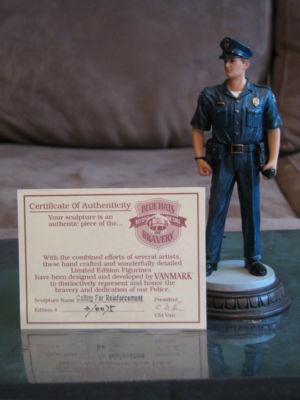 Certificate Of Authenticity
Your sculpture is an
authentic piece of the...
BLUE HATS
OF
BRAVERY
With the combined efforts of several artists,
these hand crafted and wonderfully detailed
Limited Edition Figurines
have been designed and developed by VANMARK
to distinctively represent and honor the
bravery and dedication of our Police.
Sculpture Name Calling For Reinforcement President
Edition #